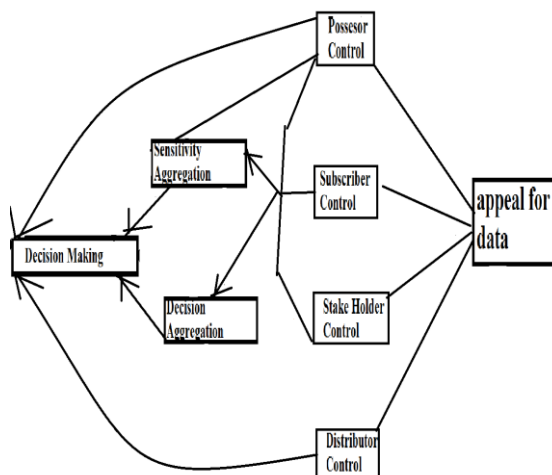 Possesor
Control
Sensitivity
Aggregation
Subscriber
Control
appeal for
data
Decision Making
Decision
Aggregation
Stake Holder
Control
Distributor
Control